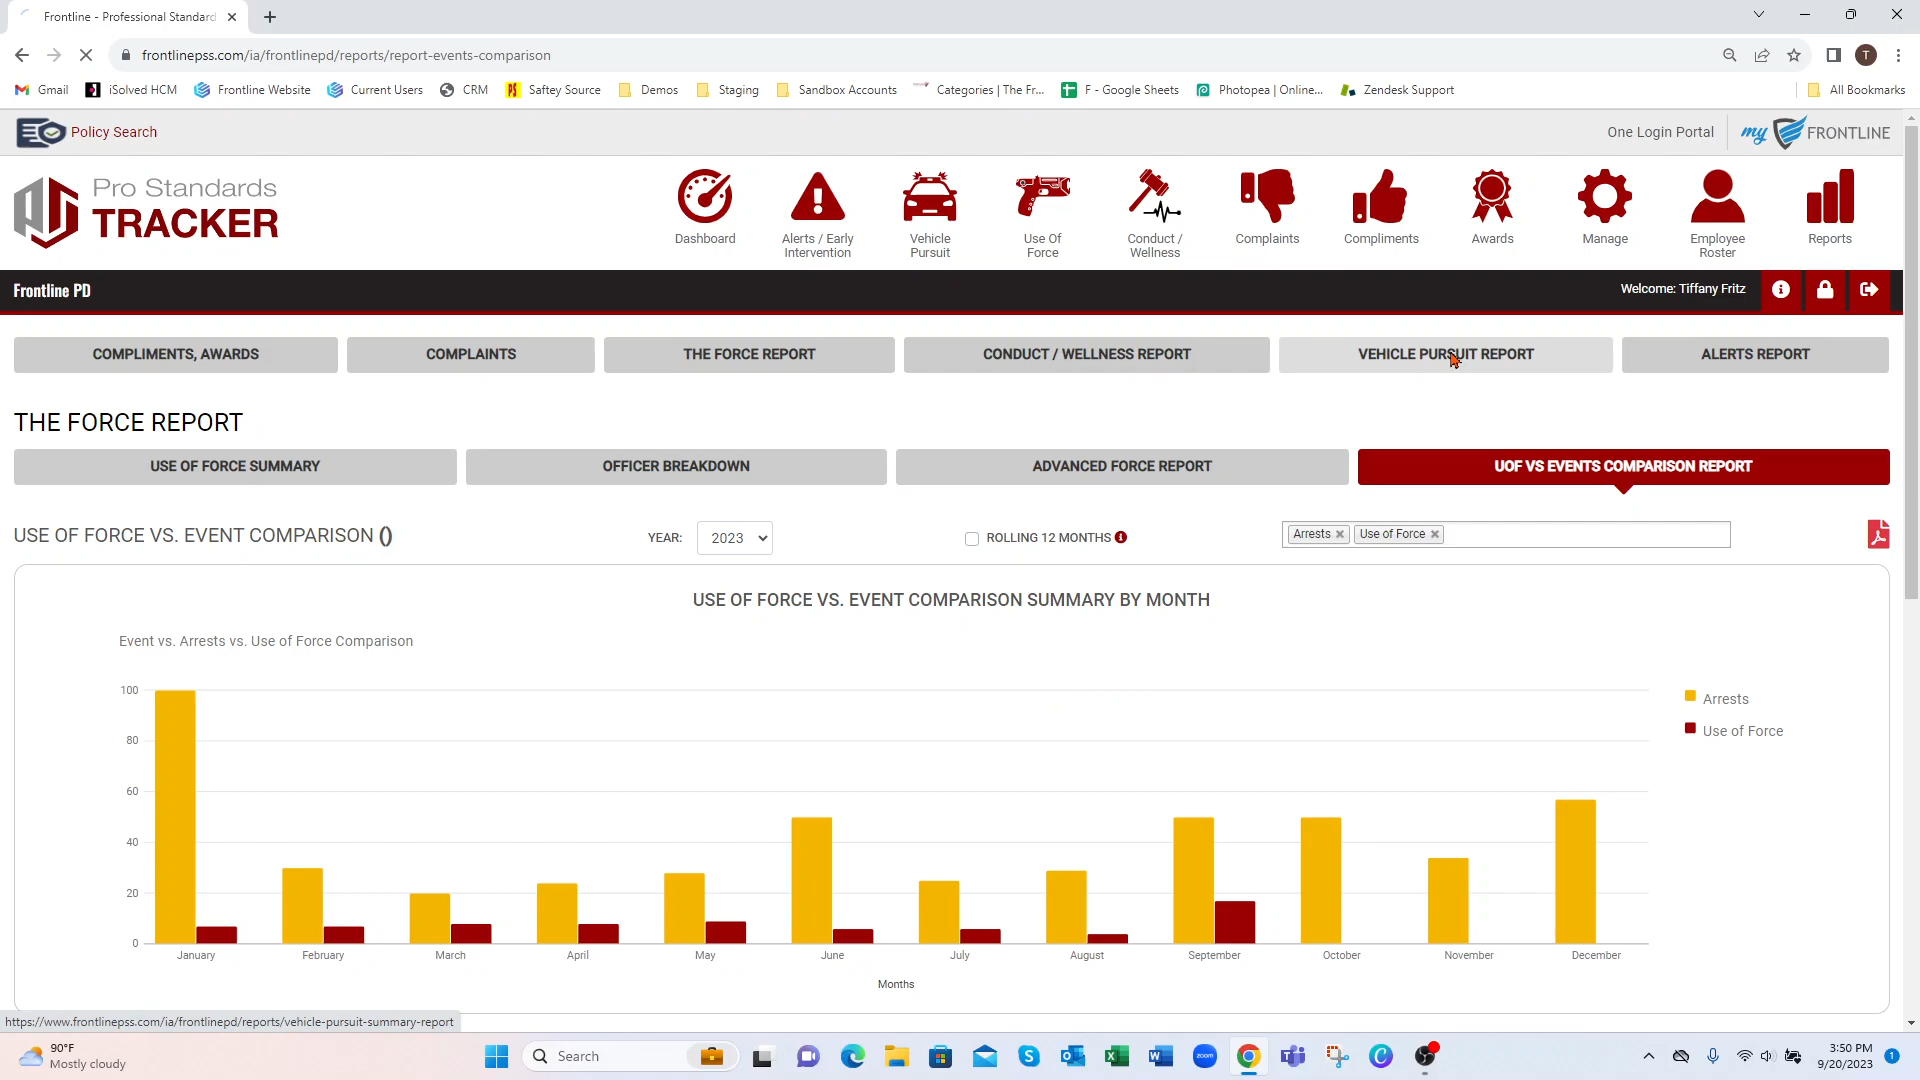 Frontline - Professional Standard
frontlinepss.com/ia/frontlinepd/reports/report-events-comparison
T
Gmail
iSolved HCM
Frontline Website
Current Users
CRM
PS
Saftey Source
Demos
Staging
Sandbox Accounts
Categories | The Fr...
F - Google Sheets
Photopea | Online...
Zendesk Support
All Bookmarks
Policy Search
One Login Portal
my FRONTLINE
Pro Standards
TRACKER
Dashboard
Alerts / Early
Intervention
Vehicle
Pursuit
Use Of
Force
Conduct /
Wellness
Complaints
Compliments
Awards
Manage
Employee
Roster
Reports
Frontline PD
Welcome: Tiffany Fritz
COMPLIMENTS, AWARDS
COMPLAINTS
THE FORCE REPORT
CONDUCT / WELLNESS REPORT
VEHICLE PURSUIT REPORT
ALERTS REPORT
THE FORCE REPORT
USE OF FORCE SUMMARY
OFFICER BREAKDOWN
ADVANCED FORCE REPORT
UOF VS EVENTS COMPARISON REPORT
USE OF FORCE VS. EVENT COMPARISON ()
YEAR:
2023
ROLLING 12 MONTHS
Arrests ×
Use of Force ×
USE OF FORCE VS. EVENT COMPARISON SUMMARY BY MONTH
Event vs. Arrests vs. Use of Force Comparison
100
80
60
40
20
0
Arrests
Use of Force
January
February
March
April
May
June
July
August
September
October
November
December
Months
https://www.frontlinepss.com/ia/frontlinepd/reports/vehicle-pursuit-summary-report
90°F
Mostly cloudy
Search
zoom
3:50 PM
9/20/2023
1